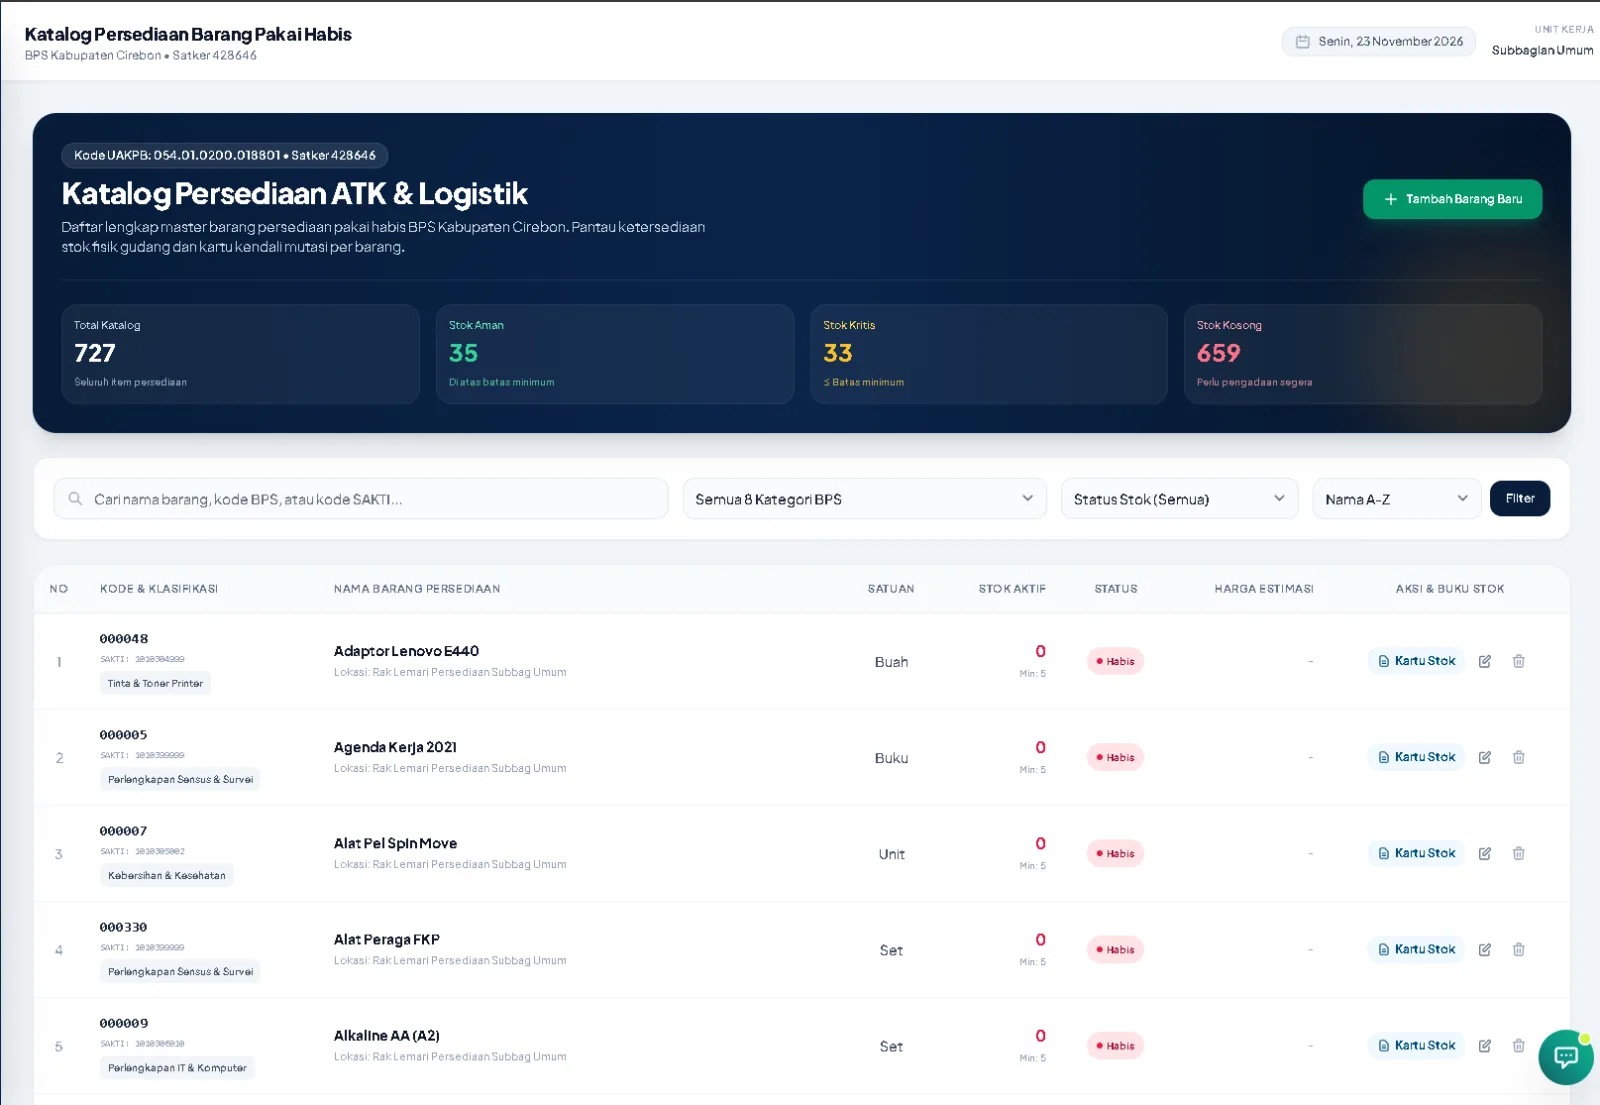 Katalog Persediaan Barang Pakai Habis
BPS Kabupaten Cirebon • Satker 428646
Senin, 23 November 2026
UNIT KERJA
Subbagian Umum
Kode UAKPB: 054.01.0200.018801 • Satker 428646
Katalog Persediaan ATK & Logistik
Daftar lengkap master barang persediaan pakai habis BPS Kabupaten Cirebon. Pantau ketersediaan
stok fisik gudang dan kartu kendali mutasi per barang.
+ Tambah Barang Baru
Total Katalog
727
Seluruh item persediaan
Stok Aman
35
Di atas batas minimum
Stok Kritis
33
≤ Batas minimum
Stok Kosong
659
Perlu pengadaan segera
Cari nama barang, kode BPS, atau kode SAKTI...
Semua 8 Kategori BPS
Status Stok (Semua)
Nama A-Z
Filter
NO KODE & KLASIFIKASI NAMA BARANG PERSEDIAAN SATUAN STOK AKTIF STATUS HARGA ESTIMASI AKSI & BUKU STOK
1
000048
SAKTI: 1010304999
Tinta & Toner Printer
Adaptor Lenovo E440
Lokasi: Rak Lemari Persediaan Subbag Umum
Buah
0
Min: 5
Habis
-
Kartu Stok
2
000005
SAKTI: 1010399999
Perlengkapan Sensus & Survei
Agenda Kerja 2021
Lokasi: Rak Lemari Persediaan Subbag Umum
Buku
0
Min: 5
Habis
-
Kartu Stok
3
000007
SAKTI: 1010305002
Kebersihan & Kesehatan
Alat Pel Spin Move
Lokasi: Rak Lemari Persediaan Subbag Umum
Unit
0
Min: 5
Habis
-
Kartu Stok
4
000330
SAKTI: 1010399999
Perlengkapan Sensus & Survei
Alat Peraga FKP
Lokasi: Rak Lemari Persediaan Subbag Umum
Set
0
Min: 5
Habis
-
Kartu Stok
5
000009
SAKTI: 1010306010
Perlengkapan IT & Komputer
Alkaline AA (A2)
Lokasi: Rak Lemari Persediaan Subbag Umum
Set
0
Min: 5
Habis
-
Kartu Stok